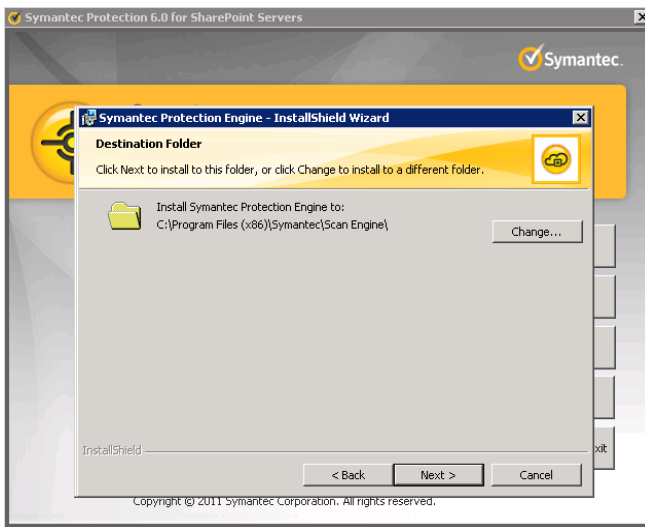 Symantec Protection 6.0 for SharePoint Servers
Symantec.
Symantec Protection Engine - InstallShield Wizard
Destination Folder
Click Next to install to this folder, or click Change to install to a different folder.
Install Symantec Protection Engine to:
C:\Program Files (x86)\Symantec\Scan Engine\
Change...
InstallShield
< Back
Next >
Cancel
xit
Copyright © 2011 Symantec Corporation. All rights reserved.